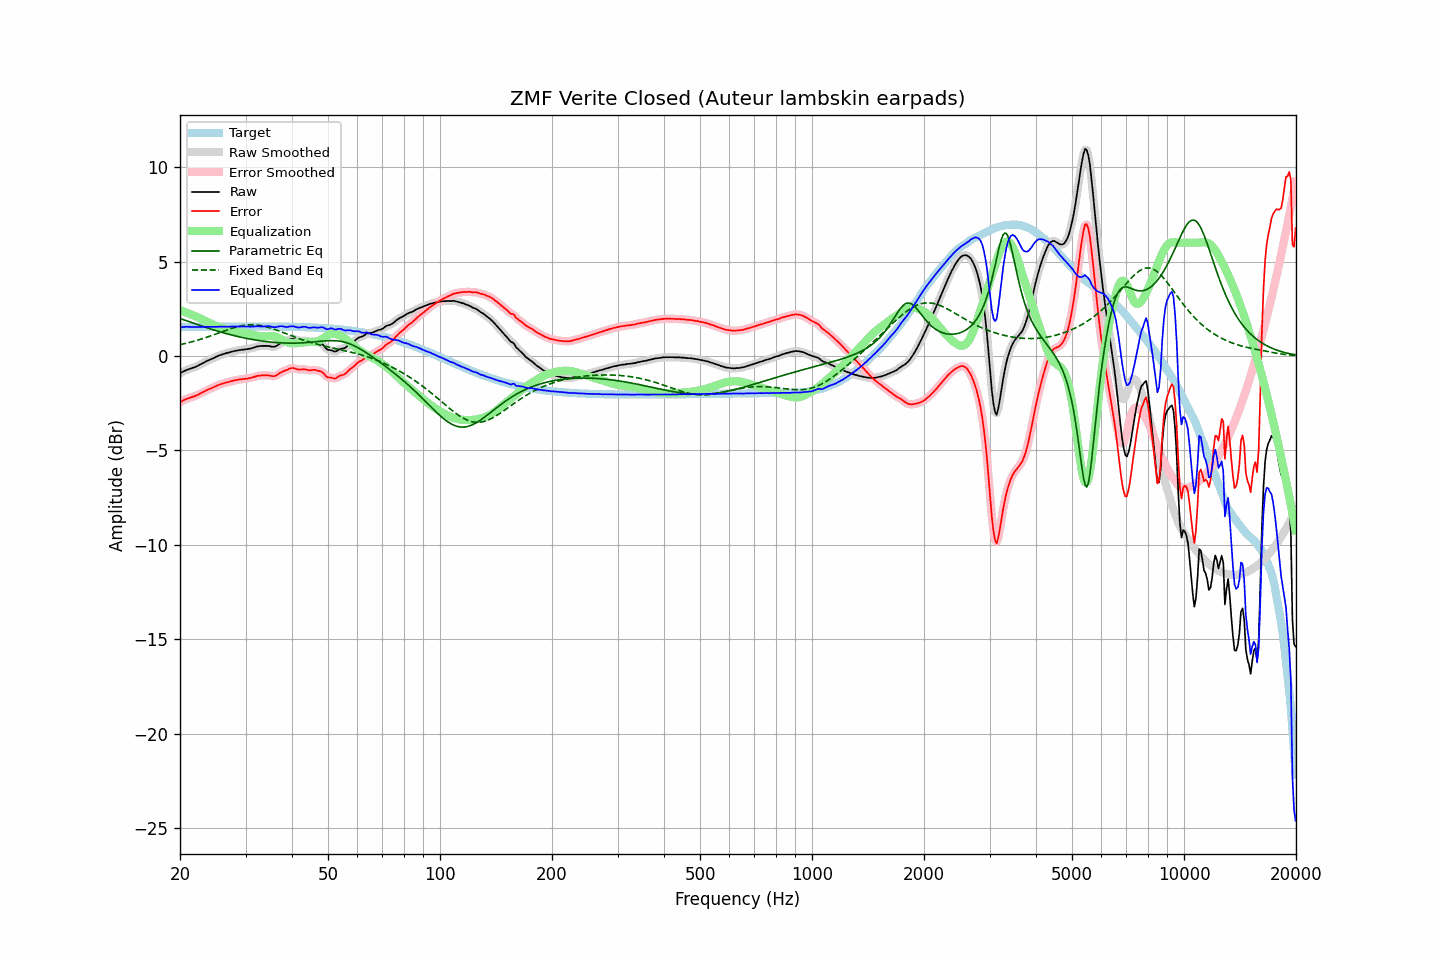 ZMF Verite Closed (Auteur lambskin earpads)
Target
Raw Smoothed
Error Smoothed
Raw
Error
Equalization
Parametric Eq
Fixed Band Eq
Equalized
10
5
0
−5
−10
−15
−20
−25
Amplitude (dBr)
20
50
100
200
500
1000
2000
5000
10000
20000
Frequency (Hz)